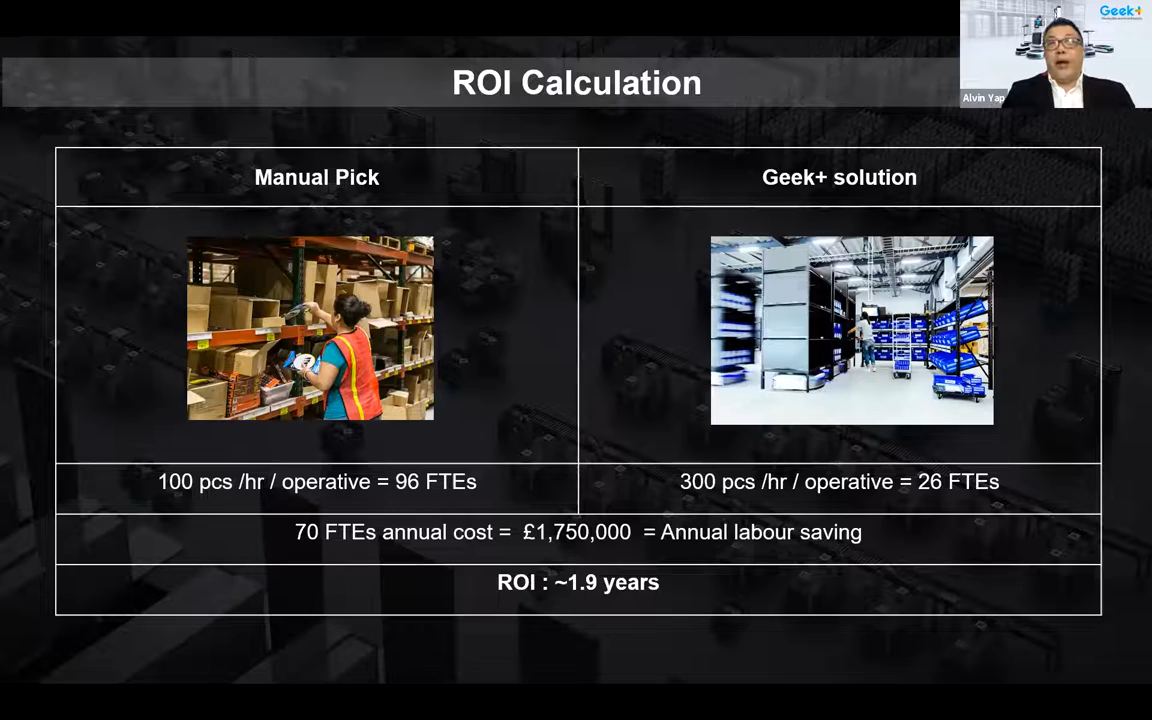 Geek+
ROI Calculation
Alvin Yap
Manual Pick
Geek+ solution
100 pcs /hr / operative = 96 FTEs
300 pcs /hr / operative = 26 FTEs
70 FTEs annual cost = £1,750,000 = Annual labour saving
ROI : ~1.9 years